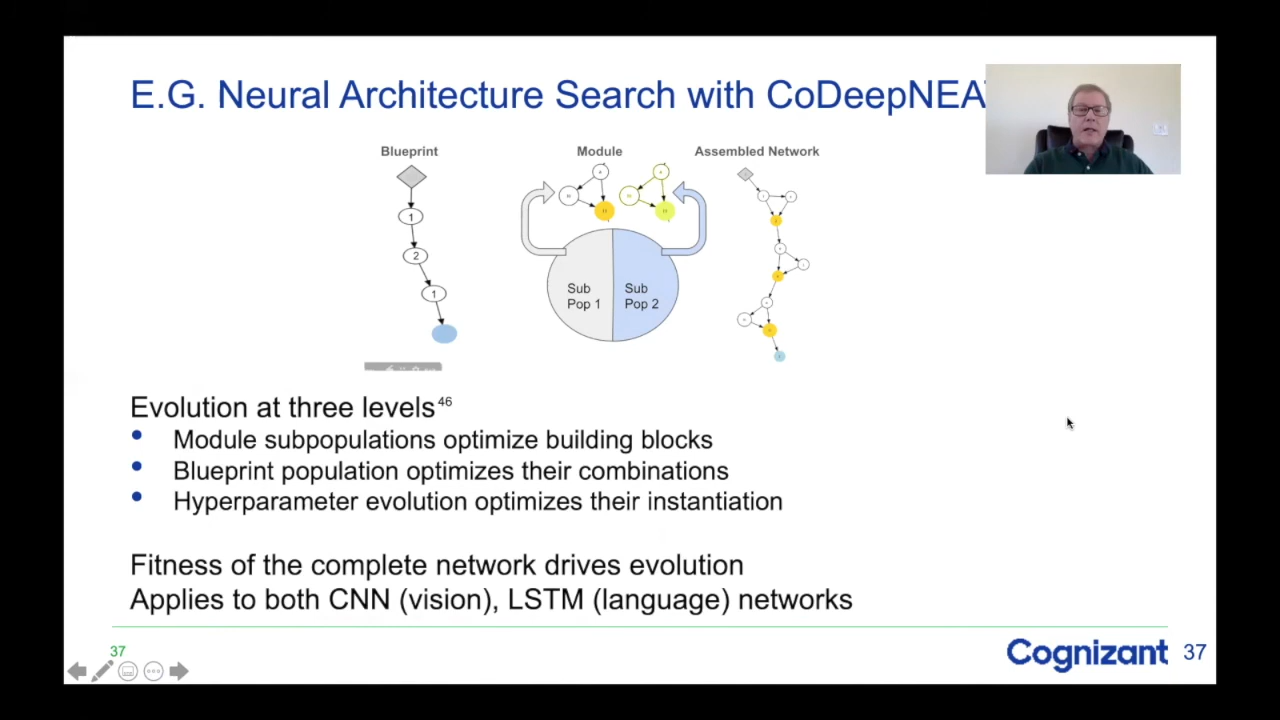 E.G. Neural Architecture Search with CoDeepNEA
Blueprint
Module
Assembled Network
1
2
1
Sub
Pop 1
Sub
Pop 2
Evolution at three levels46
• Module subpopulations optimize building blocks
• Blueprint population optimizes their combinations
• Hyperparameter evolution optimizes their instantiation
Fitness of the complete network drives evolution
Applies to both CNN (vision), LSTM (language) networks
37
Cognizant 37